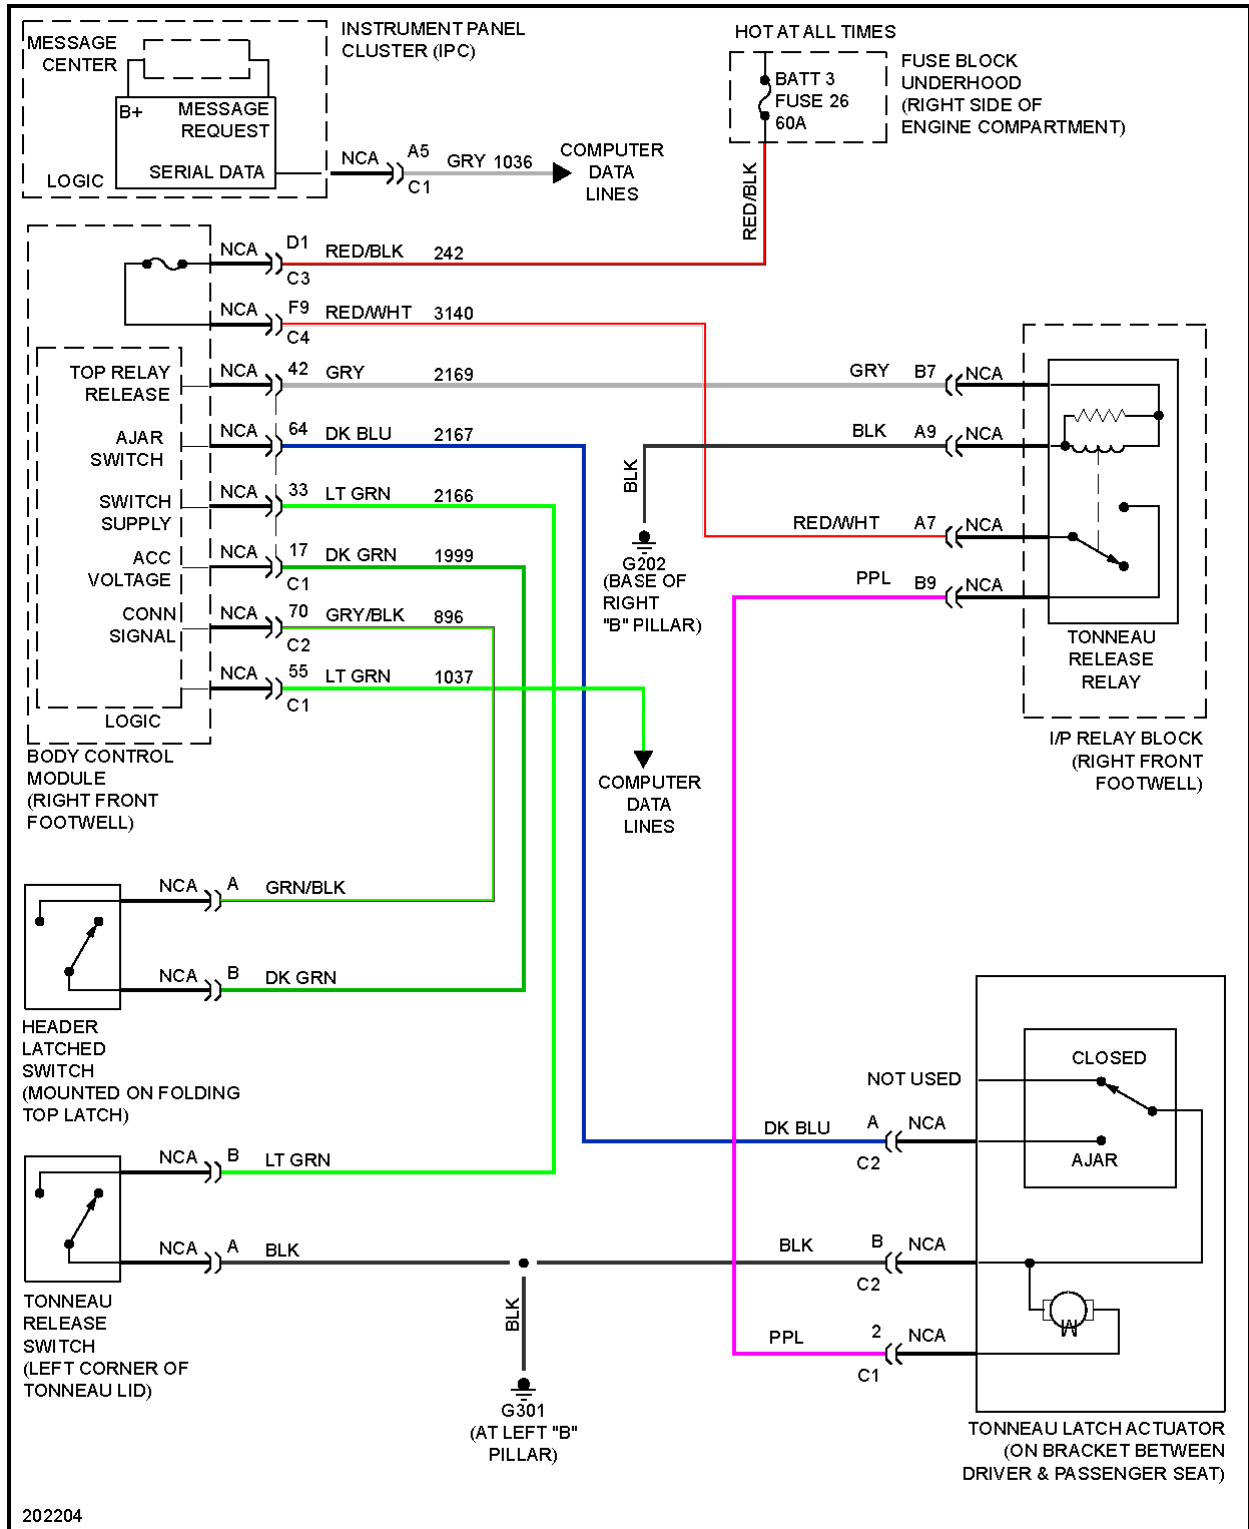 MESSAGE
CENTER
INSTRUMENT PANEL
CLUSTER (IPC)
B+
MESSAGE
REQUEST
SERIAL DATA
LOGIC
NCA
A5
C1
GRY 1036
COMPUTER
DATA
LINES
HOT AT ALL TIMES
BATT 3
FUSE 26
60A
FUSE BLOCK
UNDERHOOD
(RIGHT SIDE OF
ENGINE COMPARTMENT)
RED/BLK
NCA D1 RED/BLK 242
C3
NCA F9 RED/WHT 3140
C4
TOP RELAY
RELEASE
NCA 42 GRY 2169
AJAR
SWITCH
NCA 64 DK BLU 2167
SWITCH
SUPPLY
NCA 33 LT GRN 2166
ACC
VOLTAGE
NCA 17 DK GRN 1999
C1
CONN
SIGNAL
NCA 70 GRY/BLK 896
C2
NCA 55 LT GRN 1037
C1
LOGIC
BODY CONTROL
MODULE
(RIGHT FRONT
FOOTWELL)
COMPUTER
DATA
LINES
GRY B7 NCA
BLK A9 NCA
BLK
G202
(BASE OF
RIGHT
"B" PILLAR)
RED/WHT A7 NCA
PPL B9 NCA
TONNEAU
RELEASE
RELAY
I/P RELAY BLOCK
(RIGHT FRONT
FOOTWELL)
NCA A GRN/BLK
NCA B DK GRN
HEADER
LATCHED
SWITCH
(MOUNTED ON FOLDING
TOP LATCH)
NCA B LT GRN
NCA A BLK
TONNEAU
RELEASE
SWITCH
(LEFT CORNER OF
TONNEAU LID)
BLK
G301
(AT LEFT "B"
PILLAR)
NOT USED
CLOSED
DK BLU A NCA
C2
AJAR
BLK B NCA
C2
PPL 2 NCA
C1
TONNEAU LATCH ACTUATOR
(ON BRACKET BETWEEN
DRIVER & PASSENGER SEAT)
202204